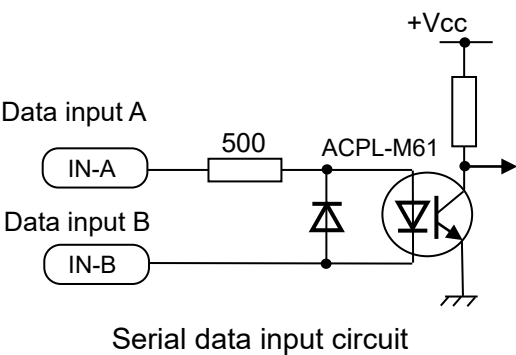 +Vcc
Data input A
500
ACPL-M61
IN-A
Data input B
IN-B
Serial data input circuit